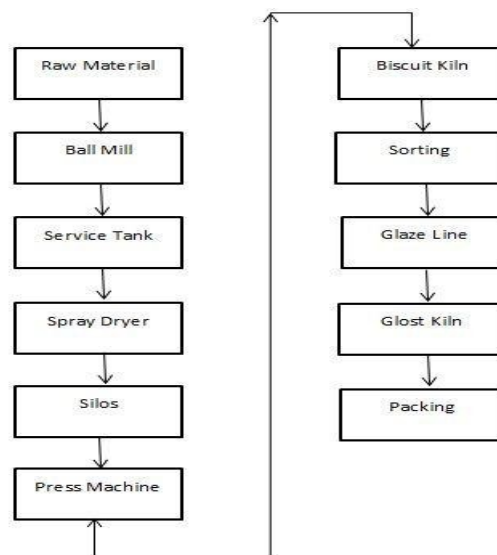 Raw Material
Ball Mill
Service Tank
Spray Dryer
Silos
Press Machine
Biscuit Kiln
Sorting
Glaze Line
Glost Kiln
Packing